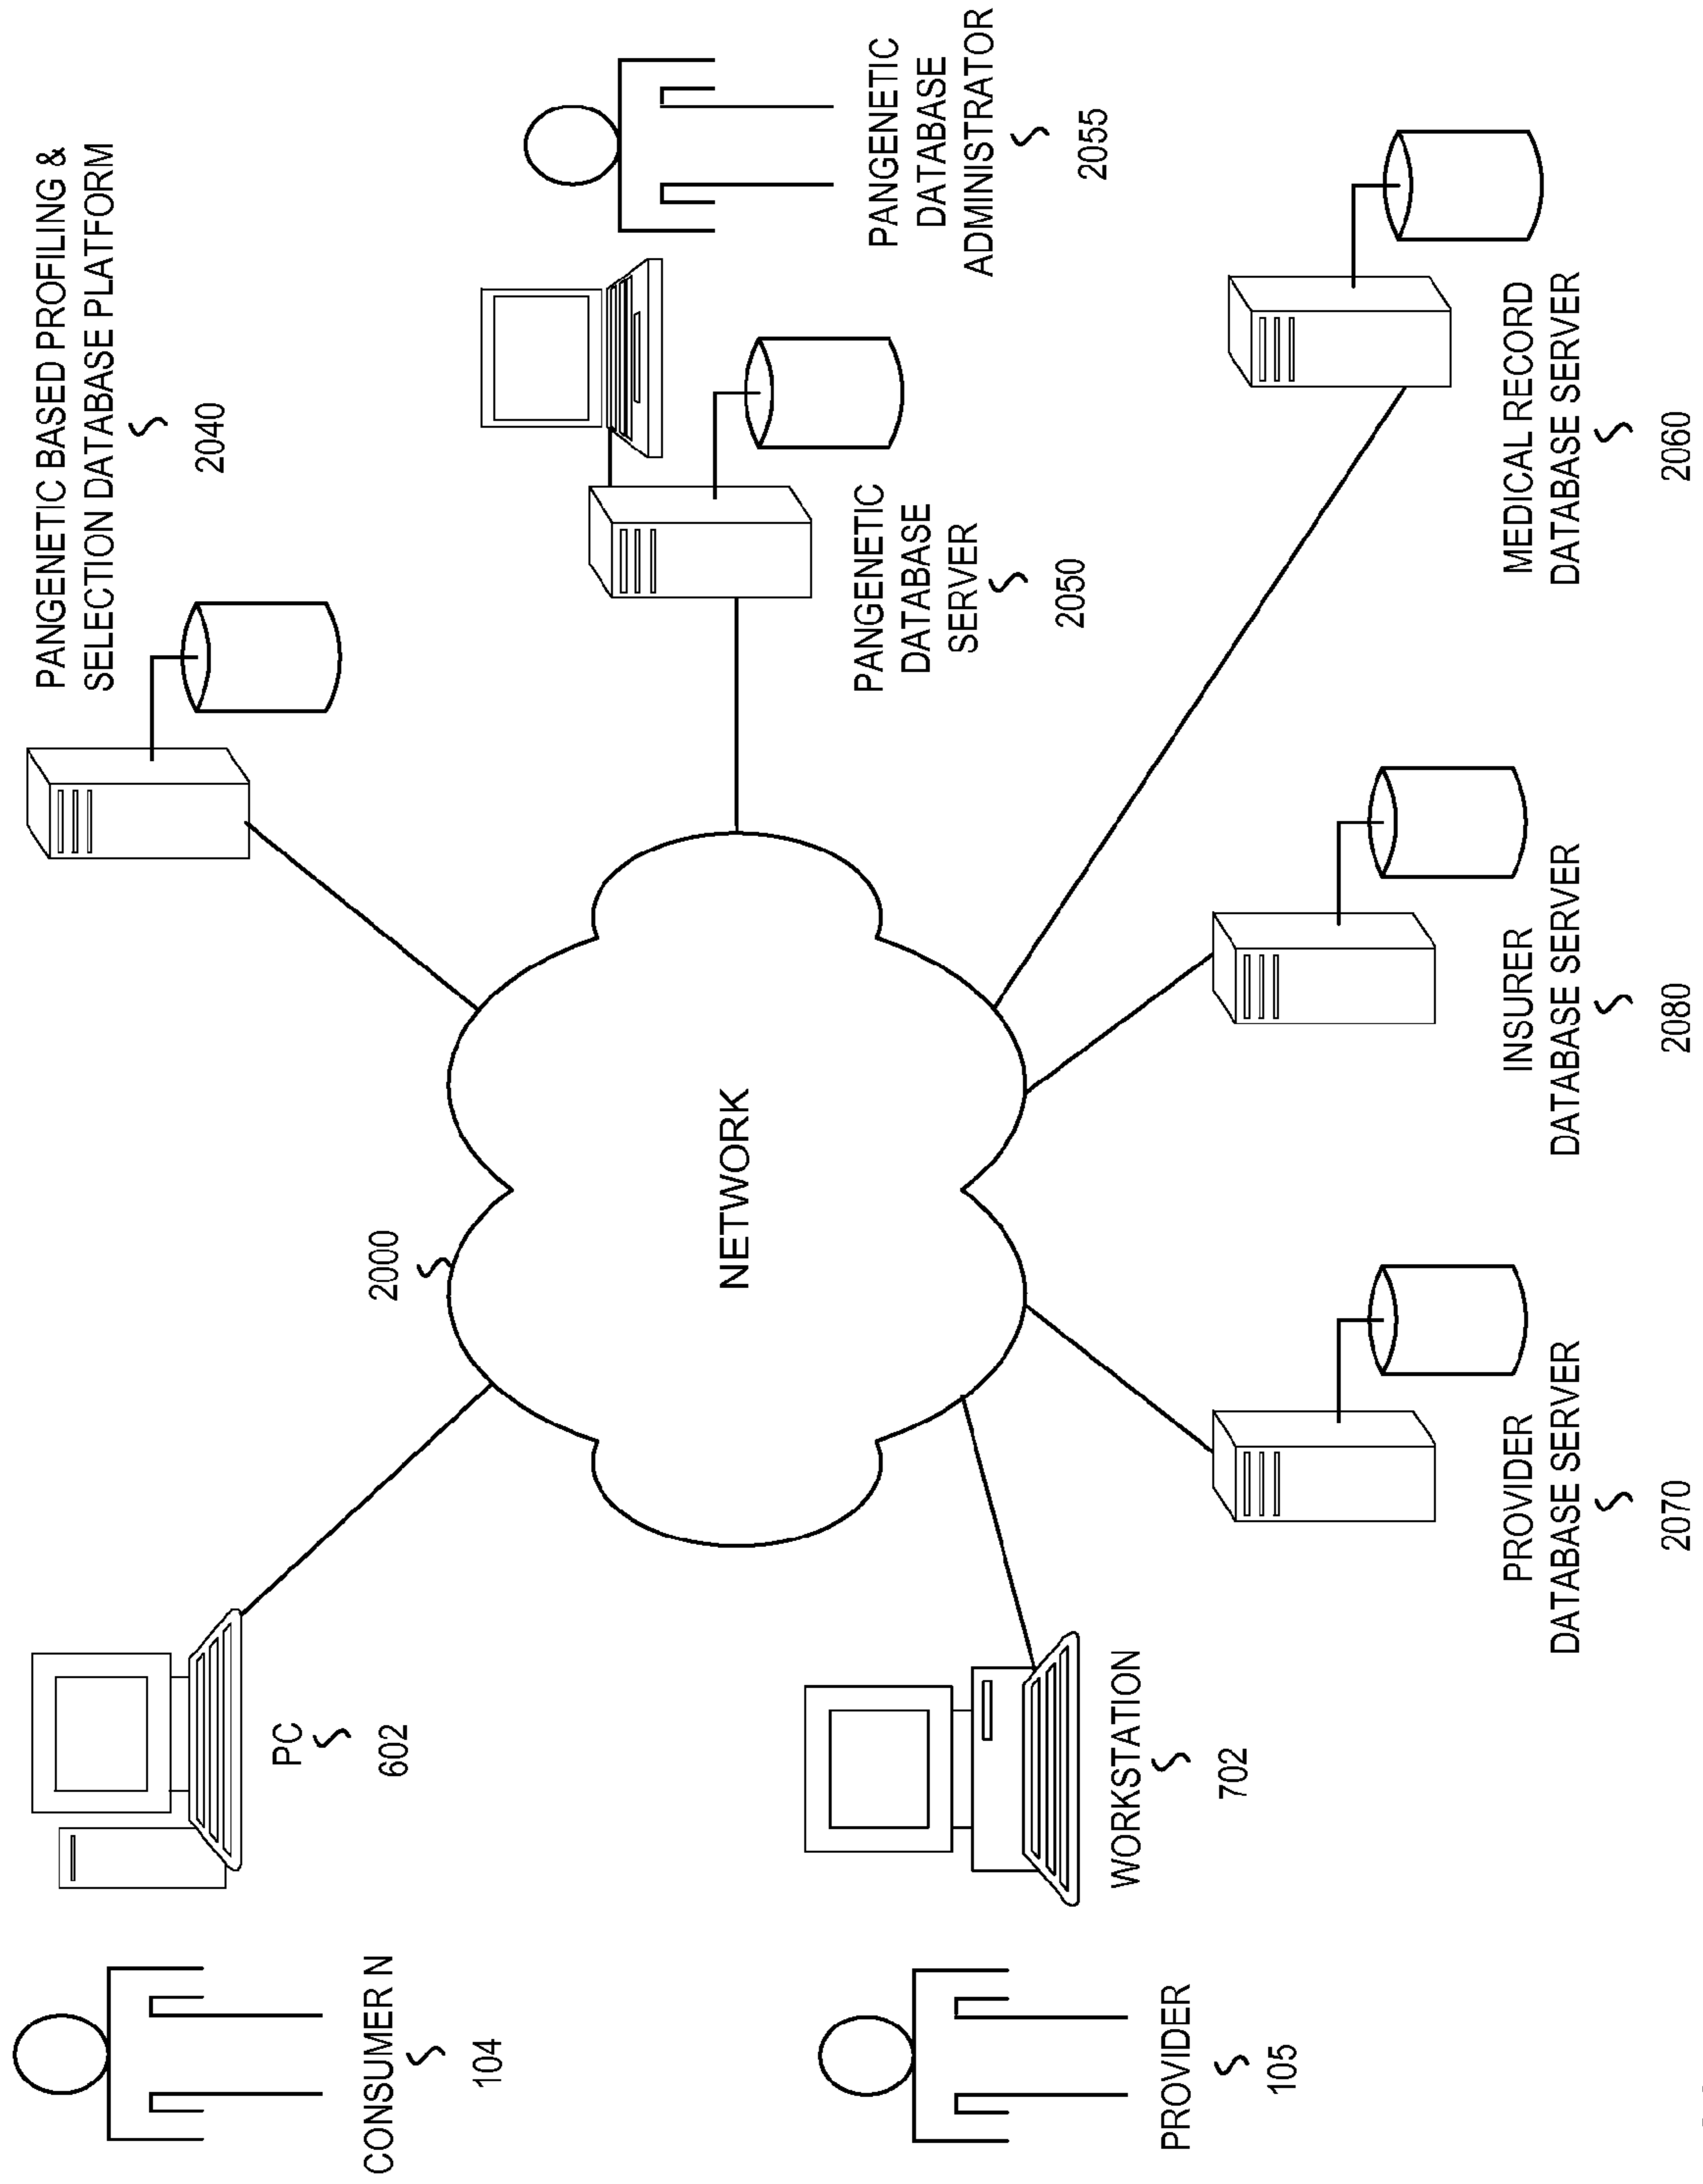 PANGENETIC BASED PROFILING &
SELECTION DATABASE PLATFORM
2040
CONSUMER N
104
PC
602
2000
NETWORK
PANGENETIC
DATABASE
SERVER
2050
PANGENETIC
DATABASE
ADMINISTRATOR
2055
PROVIDER
105
WORKSTATION
702
PROVIDER
DATABASE SERVER
2070
INSURER
DATABASE SERVER
2080
MEDICAL RECORD
DATABASE SERVER
2060